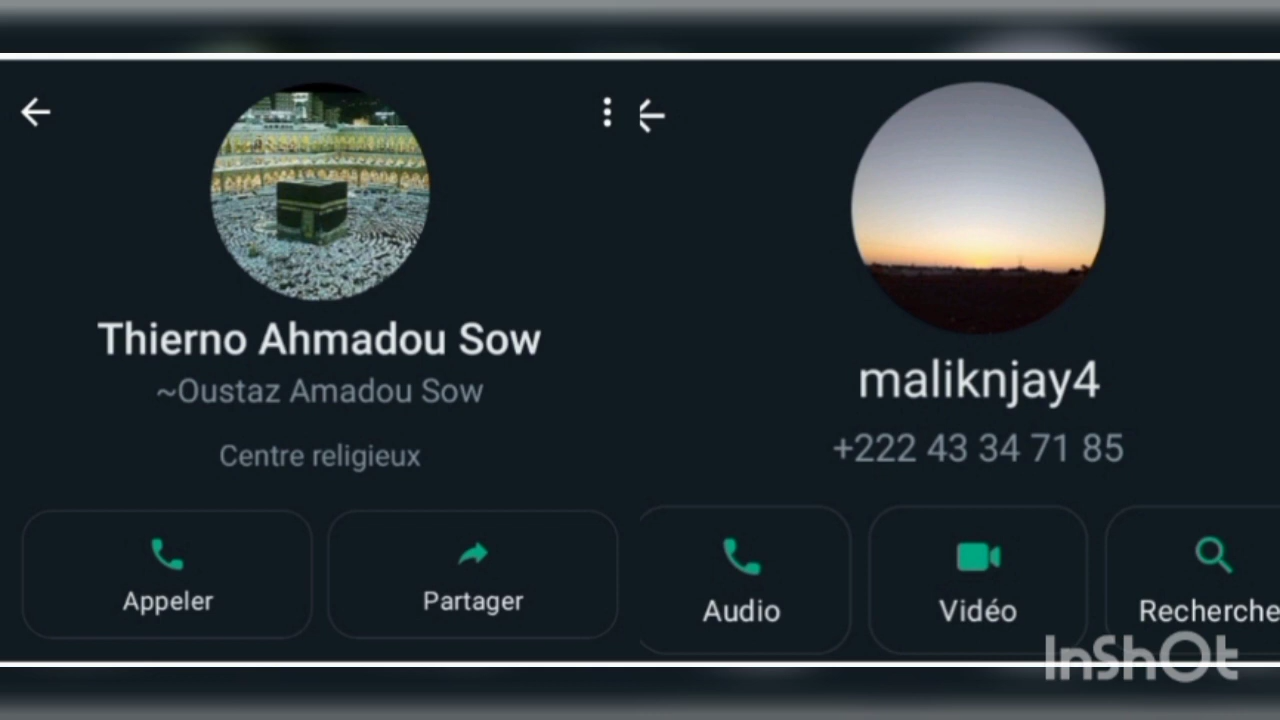 Thierno Ahmadou Sow
~Oustaz Amadou Sow
Centre religieux
Appeler
Partager
maliknjay4
+222 43 34 71 85
Audio
Vidéo
Recherche
InShOt